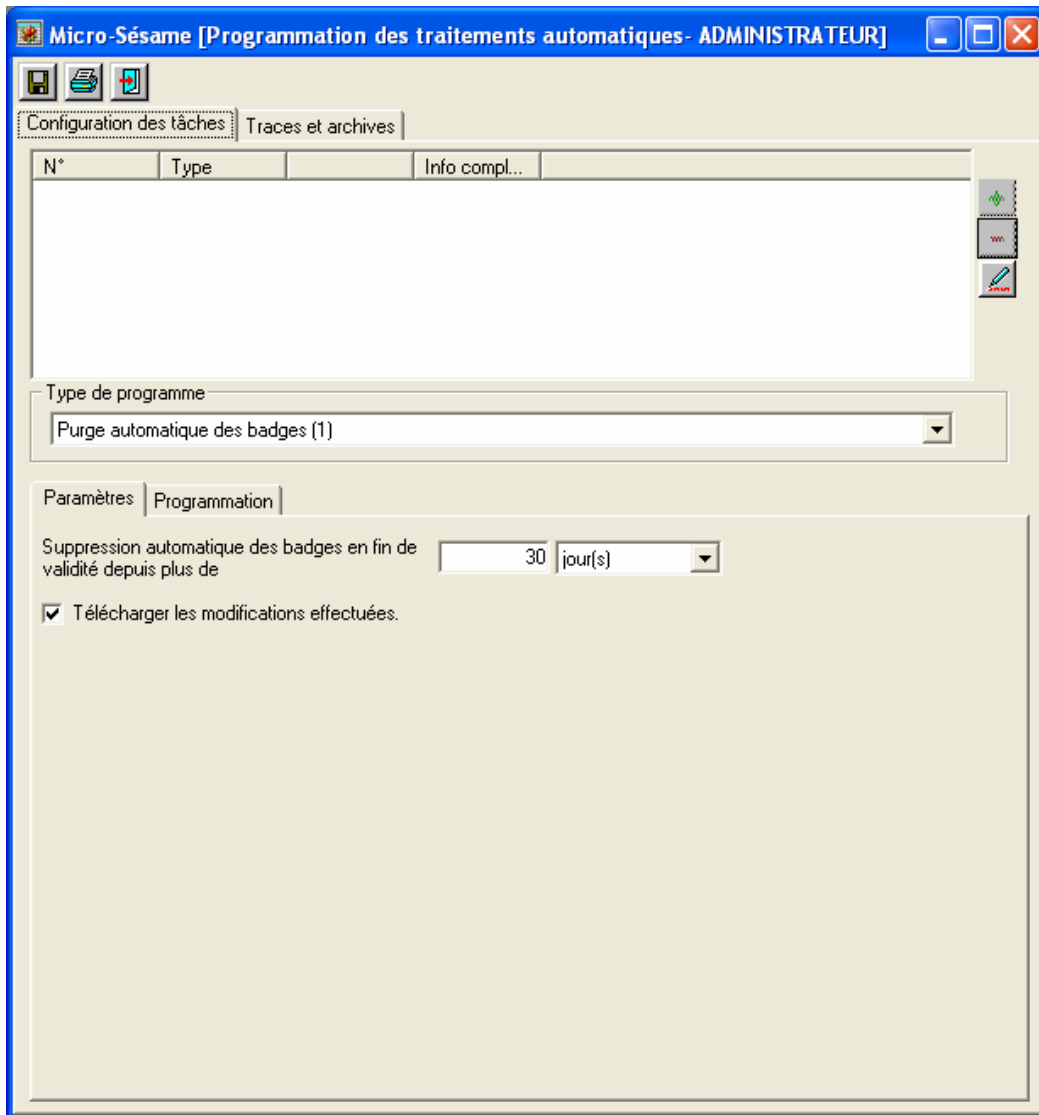 Micro-Sésame [Programmation des traitements automatiques- ADMINISTRATEUR]
Configuration des tâches Traces et archives
N° Type Info compl...
Type de programme
Purge automatique des badges (1)
Paramètres Programmation
Suppression automatique des badges en fin de
validité depuis plus de 30 jour(s)
Télécharger les modifications effectuées.